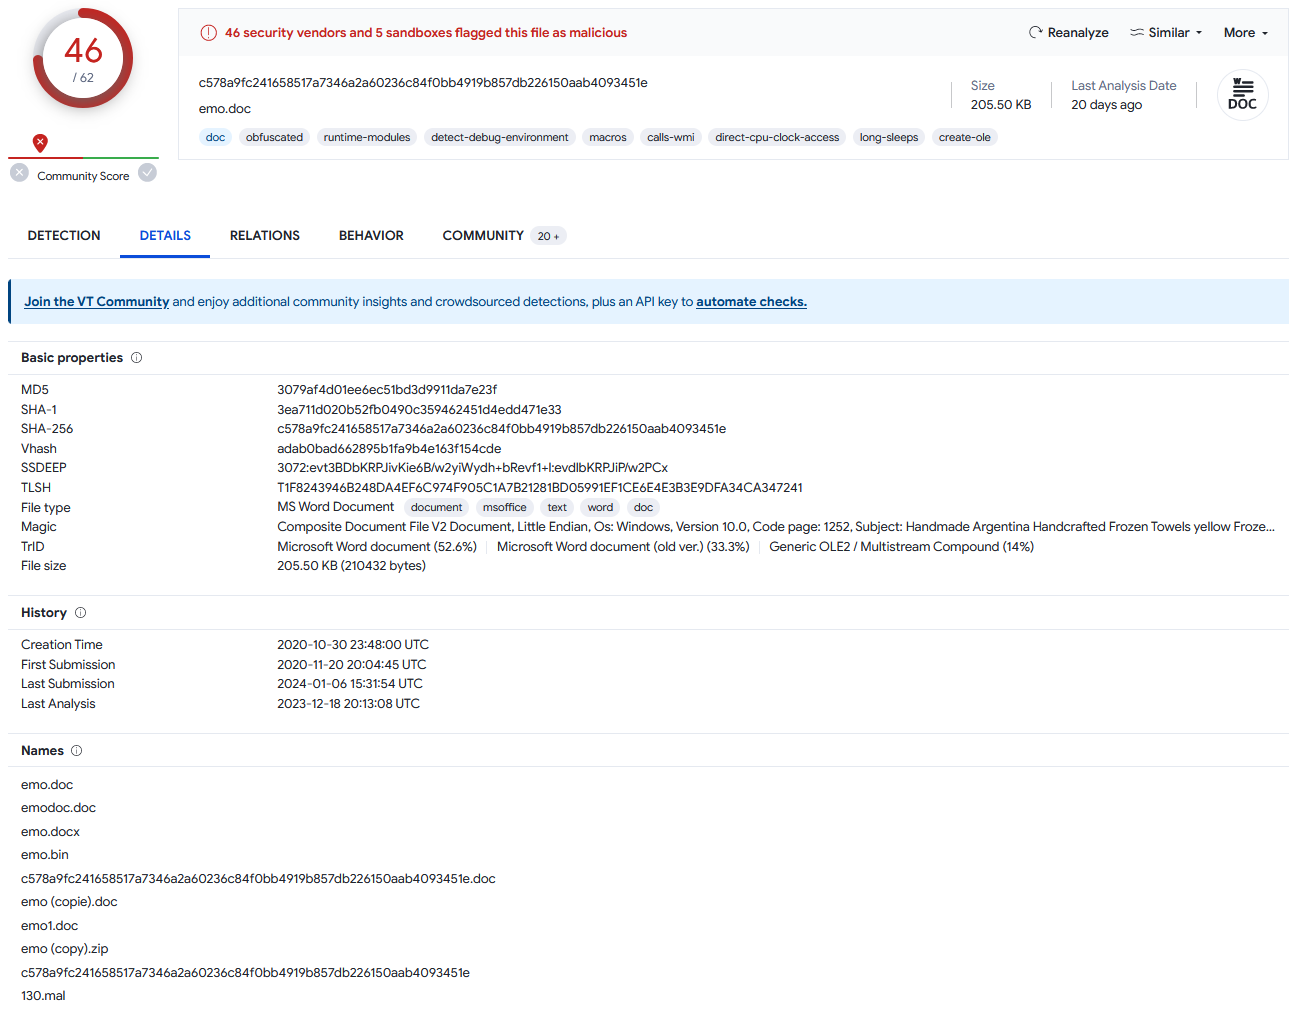 46
/ 62
Community Score
46 security vendors and 5 sandboxes flagged this file as malicious
Reanalyze
Similar
More
c578a9fc241658517a7346a2a60236c84f0bb4919b857db226150aab4093451e
emo.doc
Size
205.50 KB
Last Analysis Date
20 days ago
DOC
doc obfuscated runtime-modules detect-debug-environment macros calls-wmi direct-cpu-clock-access long-sleeps create-ole
DETECTION DETAILS RELATIONS BEHAVIOR COMMUNITY 20 +
Join the VT Community and enjoy additional community insights and crowdsourced detections, plus an API key to automate checks.
Basic properties
MD5 3079af4d01ee6ec51bd3d9911da7e23f
SHA-1 3ea711d020b52fb0490c359462451d4edd471e33
SHA-256 c578a9fc241658517a7346a2a60236c84f0bb4919b857db226150aab4093451e
Vhash adab0bad662895b1fa9b4e163f154cde
SSDEEP 3072:evt3BDbKRPJivKie6B/w2yiWydh+bRevf1+I:evdlbKRPJiP/w2PCx
TLSH T1F8243946B248DA4EF6C974F905C1A7B21281BD05991EF1CE6E4E3B3E9DFA34CA347241
File type MS Word Document document msoffice text word doc
Magic Composite Document File V2 Document, Little Endian, Os: Windows, Version 10.0, Code page: 1252, Subject: Handmade Argentina Handcrafted Frozen Towels yellow Froze...
TrID Microsoft Word document (52.6%) Microsoft Word document (old ver.) (33.3%) Generic OLE2 / Multistream Compound (14%)
File size 205.50 KB (210432 bytes)
History
Creation Time 2020-10-30 23:48:00 UTC
First Submission 2020-11-20 20:04:45 UTC
Last Submission 2024-01-06 15:31:54 UTC
Last Analysis 2023-12-18 20:13:08 UTC
Names
emo.doc
emodoc.doc
emo.docx
emo.bin
c578a9fc241658517a7346a2a60236c84f0bb4919b857db226150aab4093451e.doc
emo (copie).doc
emo1.doc
emo (copy).zip
c578a9fc241658517a7346a2a60236c84f0bb4919b857db226150aab4093451e
130.mal